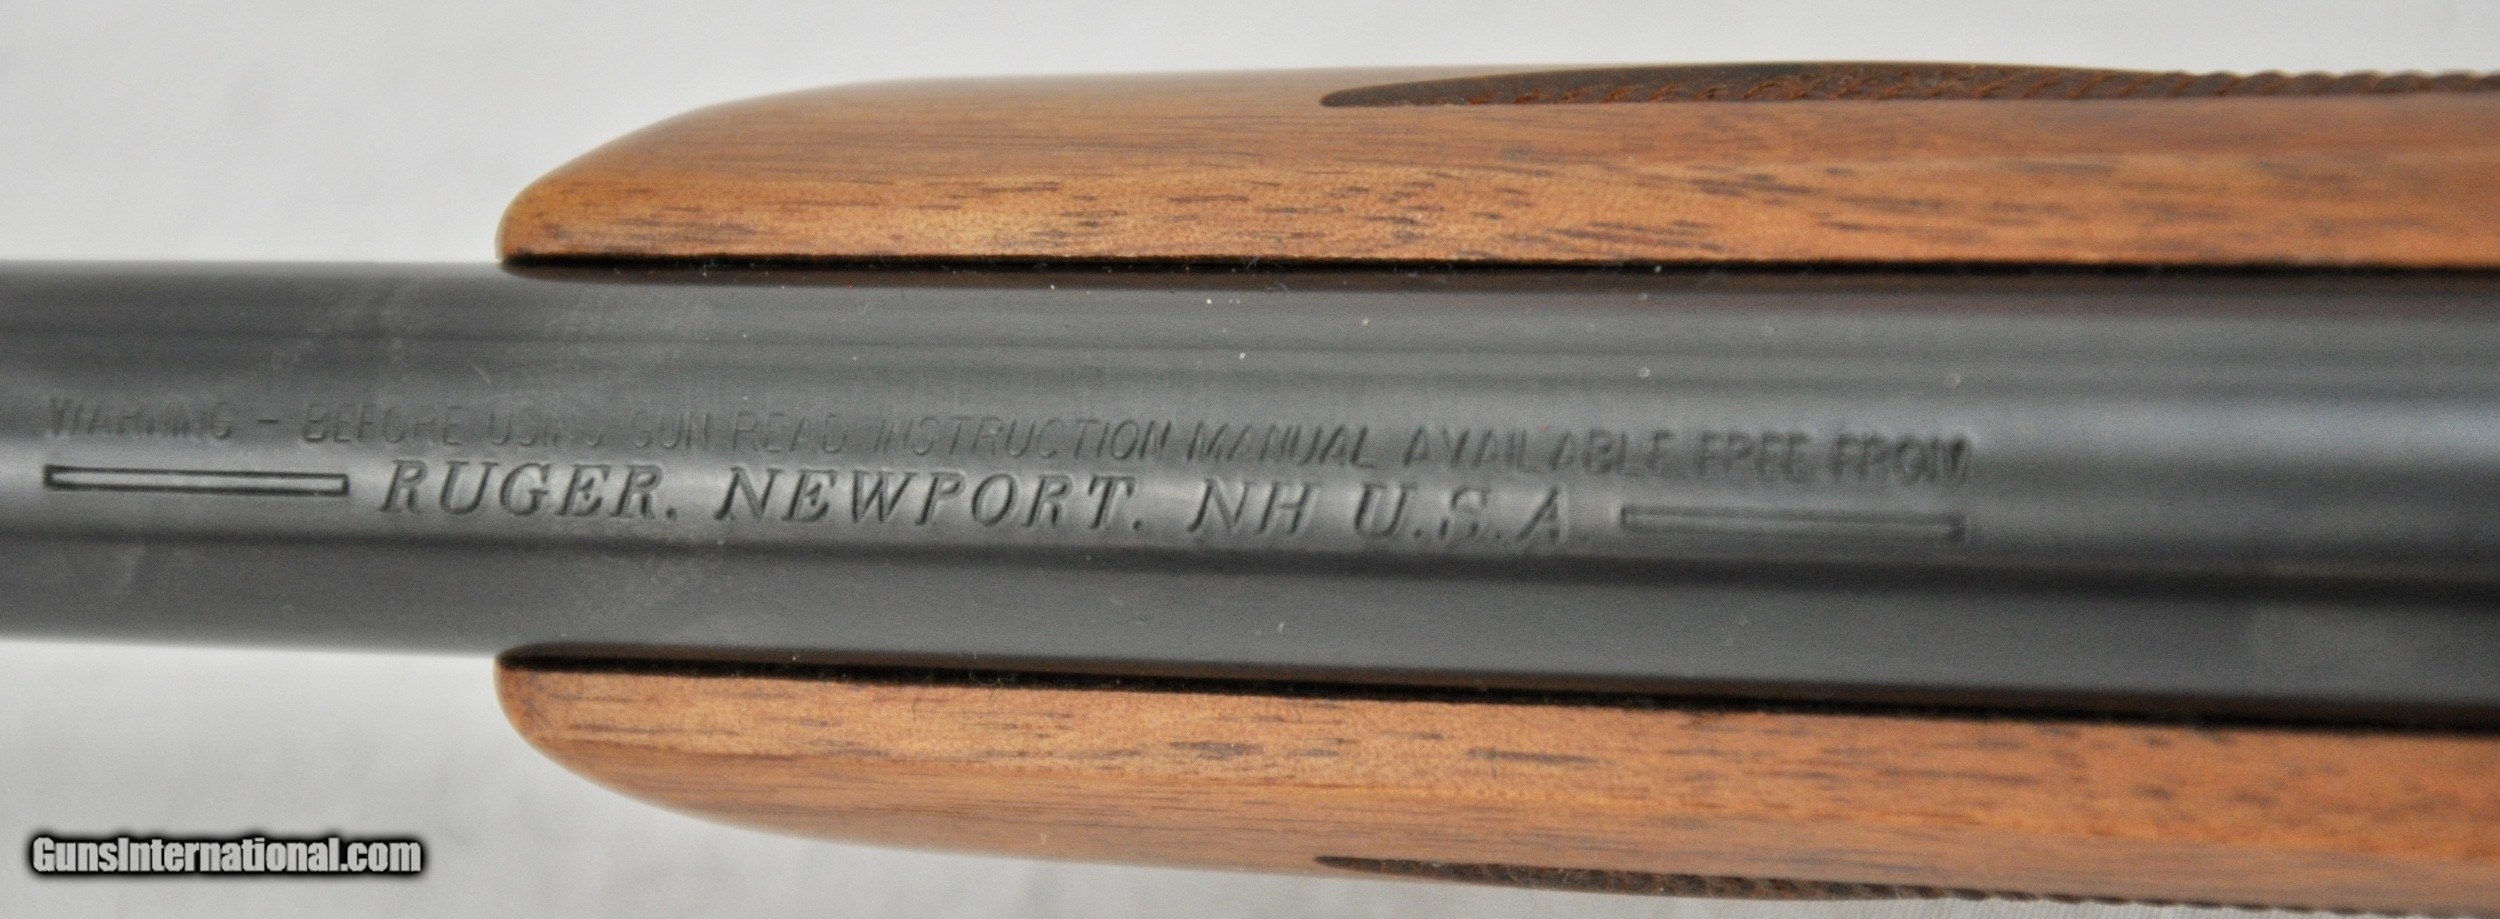 WARNING - BEFORE USING GUN READ INSTRUCTION MANUAL AVAILABLE FREE FROM
RUGER. NEWPORT. NH U.S.A.
GunsInternational.com